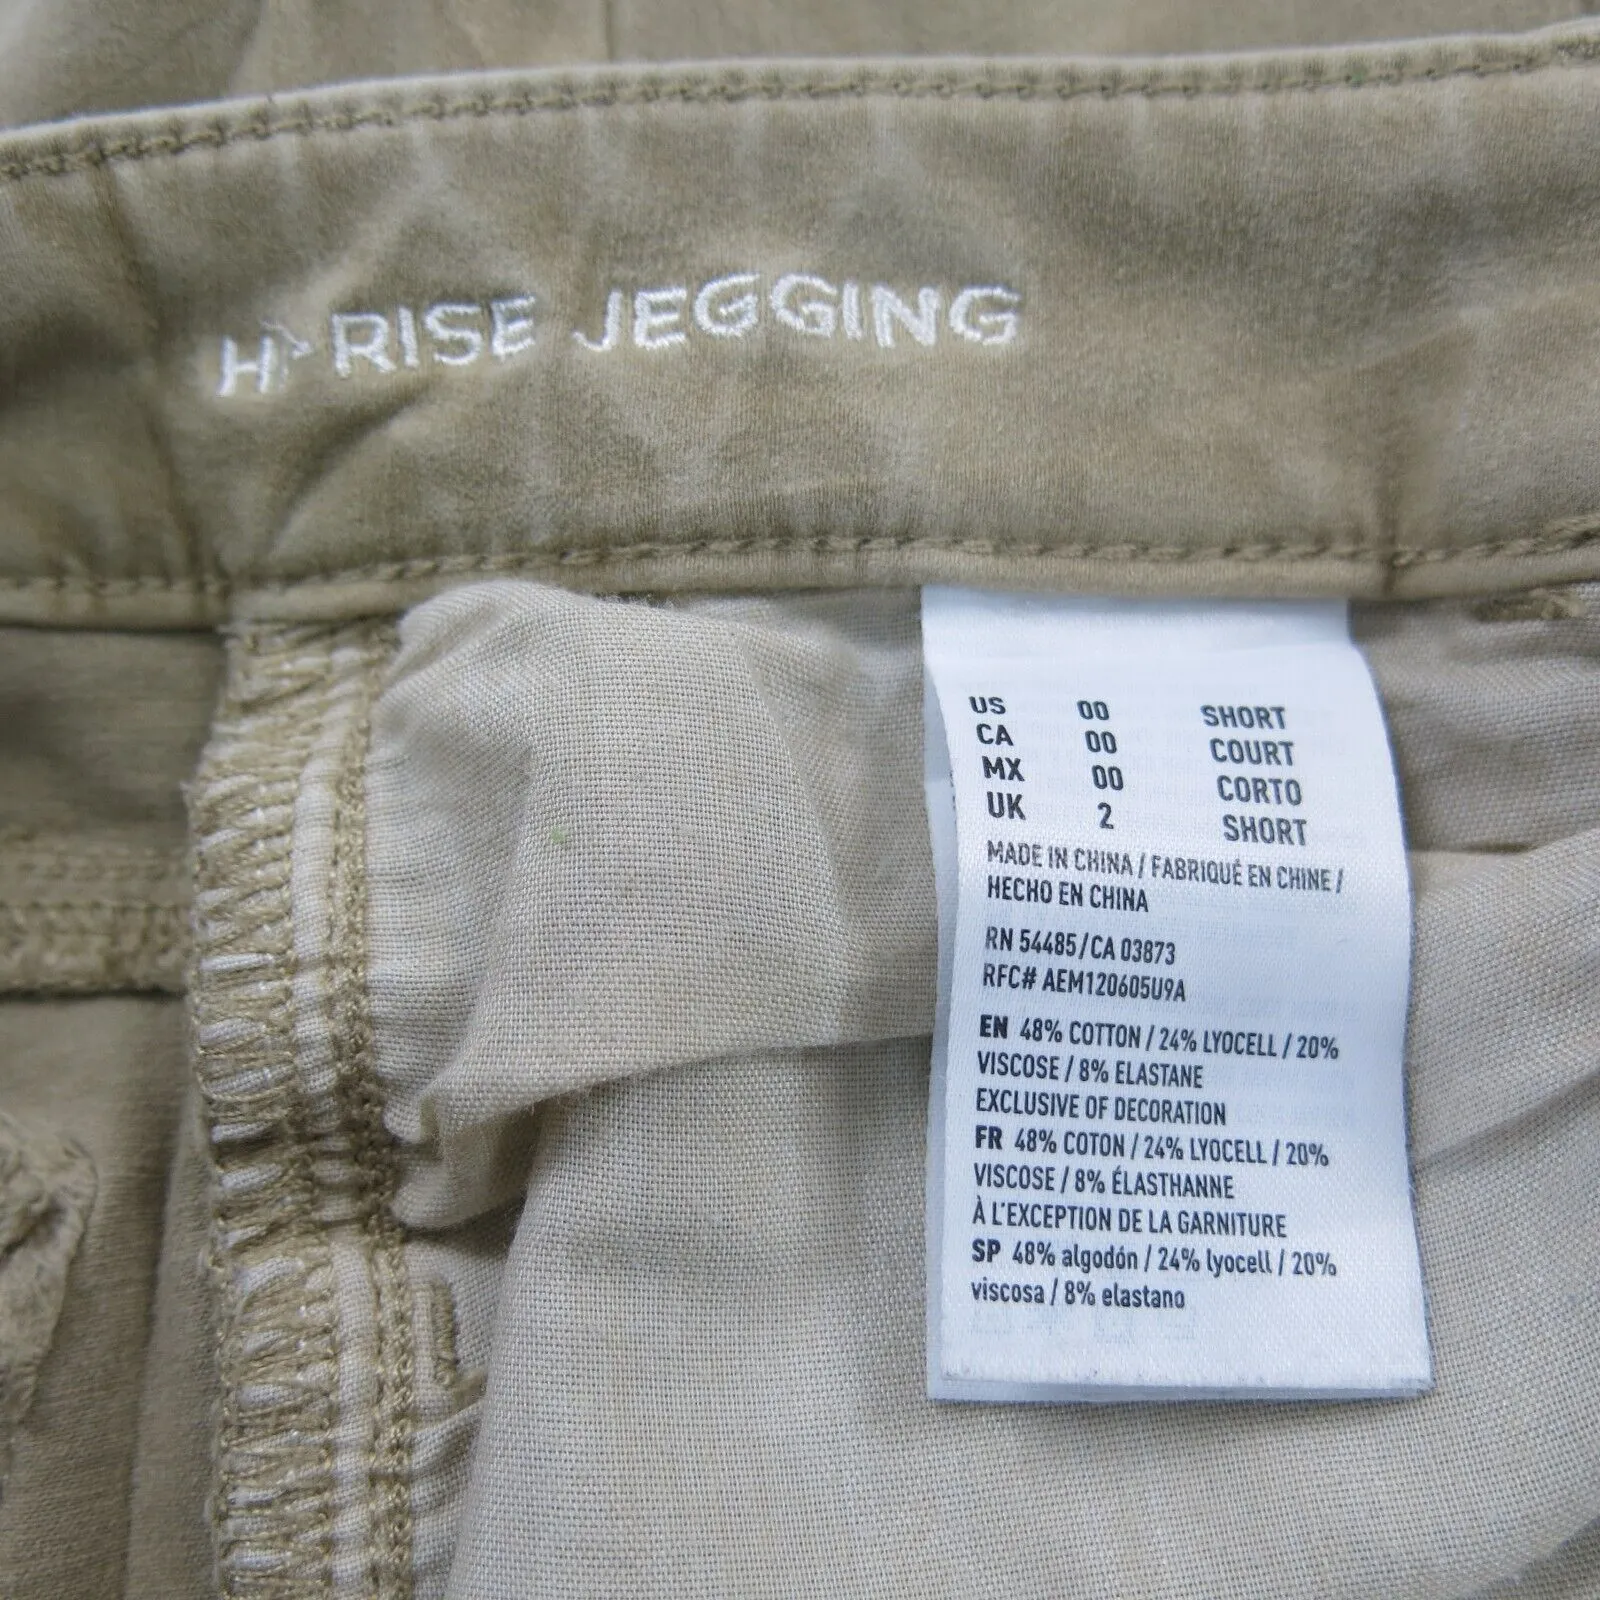 HI-RISE JEGGING
US 00 SHORT
CA 00 COURT
MX 00 CORTO
UK 2 SHORT
MADE IN CHINA / FABRIQUÉ EN CHINE /
HECHO EN CHINA
RN 54485/CA 03873
RFC# AEM120605U9A
EN 48% COTTON / 24% LYOCELL / 20%
VISCOSE / 8% ELASTANE
EXCLUSIVE OF DECORATION
FR 48% COTON / 24% LYOCELL / 20%
VISCOSE / 8% ÉLASTHANNE
À L'EXCEPTION DE LA GARNITURE
SP 48% algodón / 24% lyocell / 20%
viscosa / 8% elastano